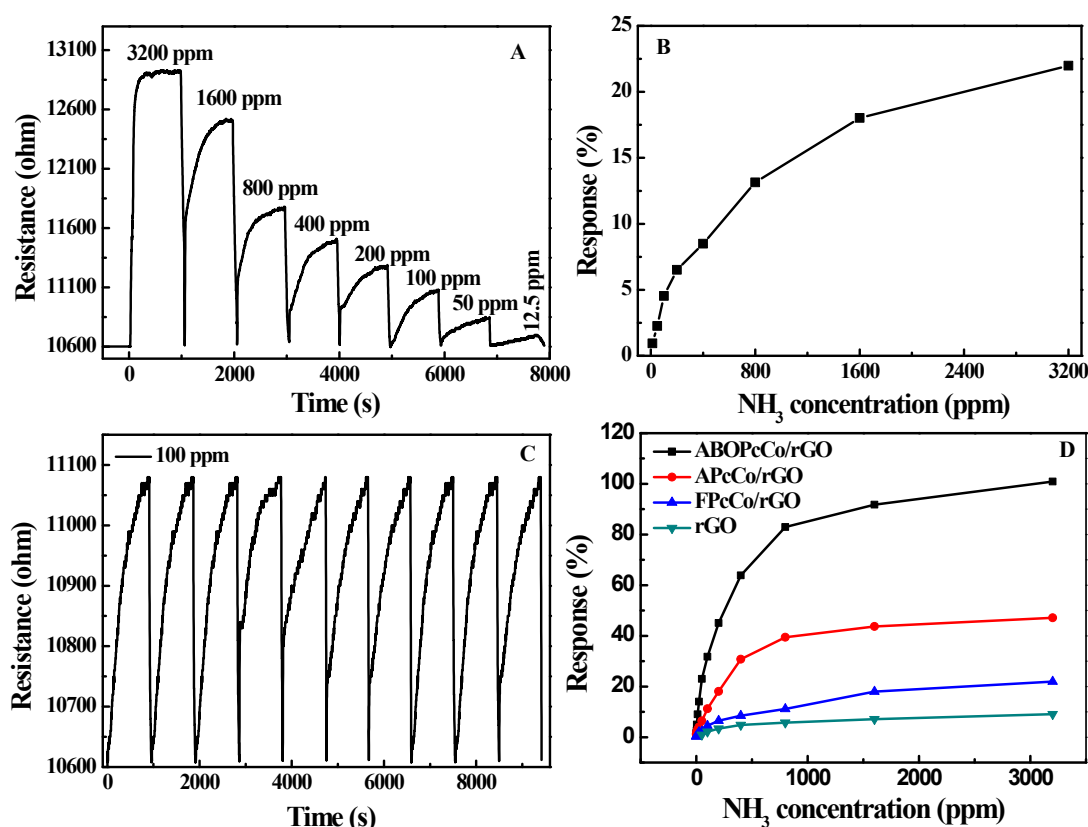 A
3200 ppm
1600 ppm
800 ppm
400 ppm
200 ppm
100 ppm
50 ppm
12.5 ppm
13100
12600
12100
11600
11100
10600
0
2000
4000
6000
8000
Resistance (ohm)
Time (s)
B
25
20
15
10
5
0
0
800
1600
2400
3200
Response (%)
NH3 concentration (ppm)
C
100 ppm
11100
11000
10900
10800
10700
10600
0
2000
4000
6000
8000
Resistance (ohm)
Time (s)
D
ABOPcCo/rGO
APcCo/rGO
FPcCo/rGO
rGO
120
100
80
60
40
20
0
0
1000
2000
3000
Response (%)
NH3 concentration (ppm)